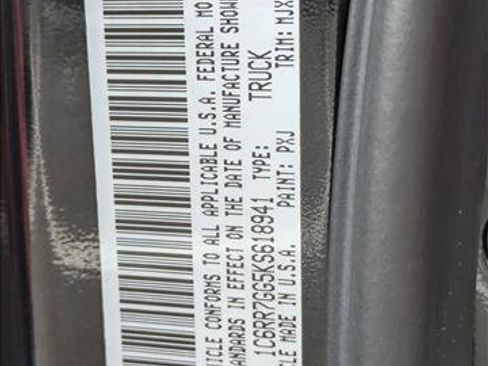 ICLE CONFORMS TO ALL APPLICABLE U.S.A. FEDERAL MO
ANDARDS IN EFFECT ON THE DATE OF MANUFACTURE SHOW
1C6RR7GG5KS618941 TYPE: TRUCK
CLE MADE IN U.S.A. PAINT: PXJ TRIM: MJX